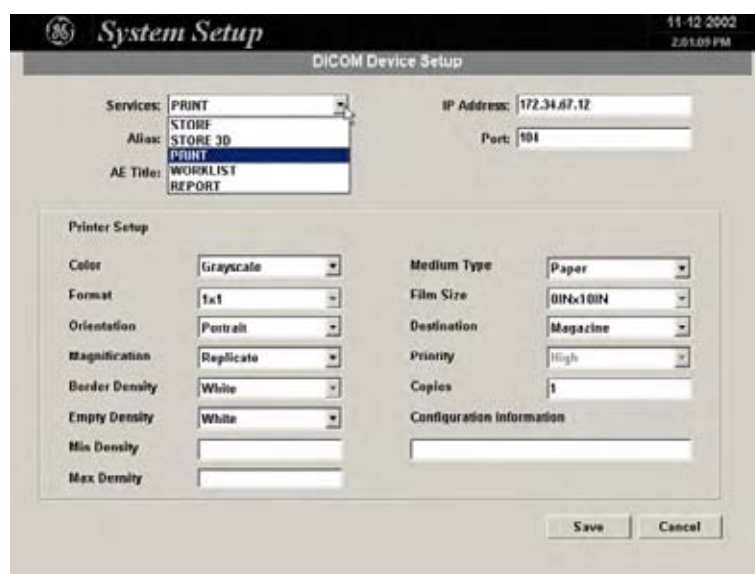 GE System Setup
11-12-2002
2:01:09 PM
DICOM Device Setup
Services: PRINT
STORE
STORE 3D
PRINT
WORKLIST
REPORT
Alias:
AE Title:
IP Address: 172.34.67.12
Port: 104
Printer Setup
Color Grayscale
Format 1x1
Orientation Portrait
Magnification Replicate
Border Density White
Empty Density White
Min Density
Max Density
Medium Type Paper
Film Size 8INx10IN
Destination Magazine
Priority High
Copies 1
Configuration Information
Save Cancel